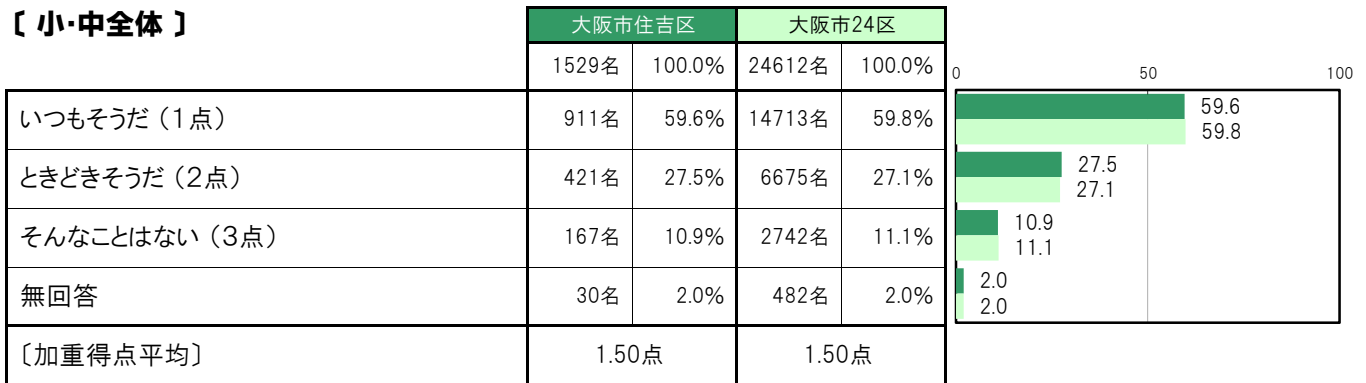 〔 小・中全体 〕
大阪市住吉区 大阪市24区
1529名 100.0% 24612名 100.0%
0 50 100
いつもそうだ（1点） 911名 59.6% 14713名 59.8%
59.6
59.8
ときどきそうだ（2点） 421名 27.5% 6675名 27.1%
27.5
27.1
そんなことはない（3点） 167名 10.9% 2742名 11.1%
10.9
11.1
無回答 30名 2.0% 482名 2.0%
2.0
2.0
〔加重得点平均〕 1.50点 1.50点